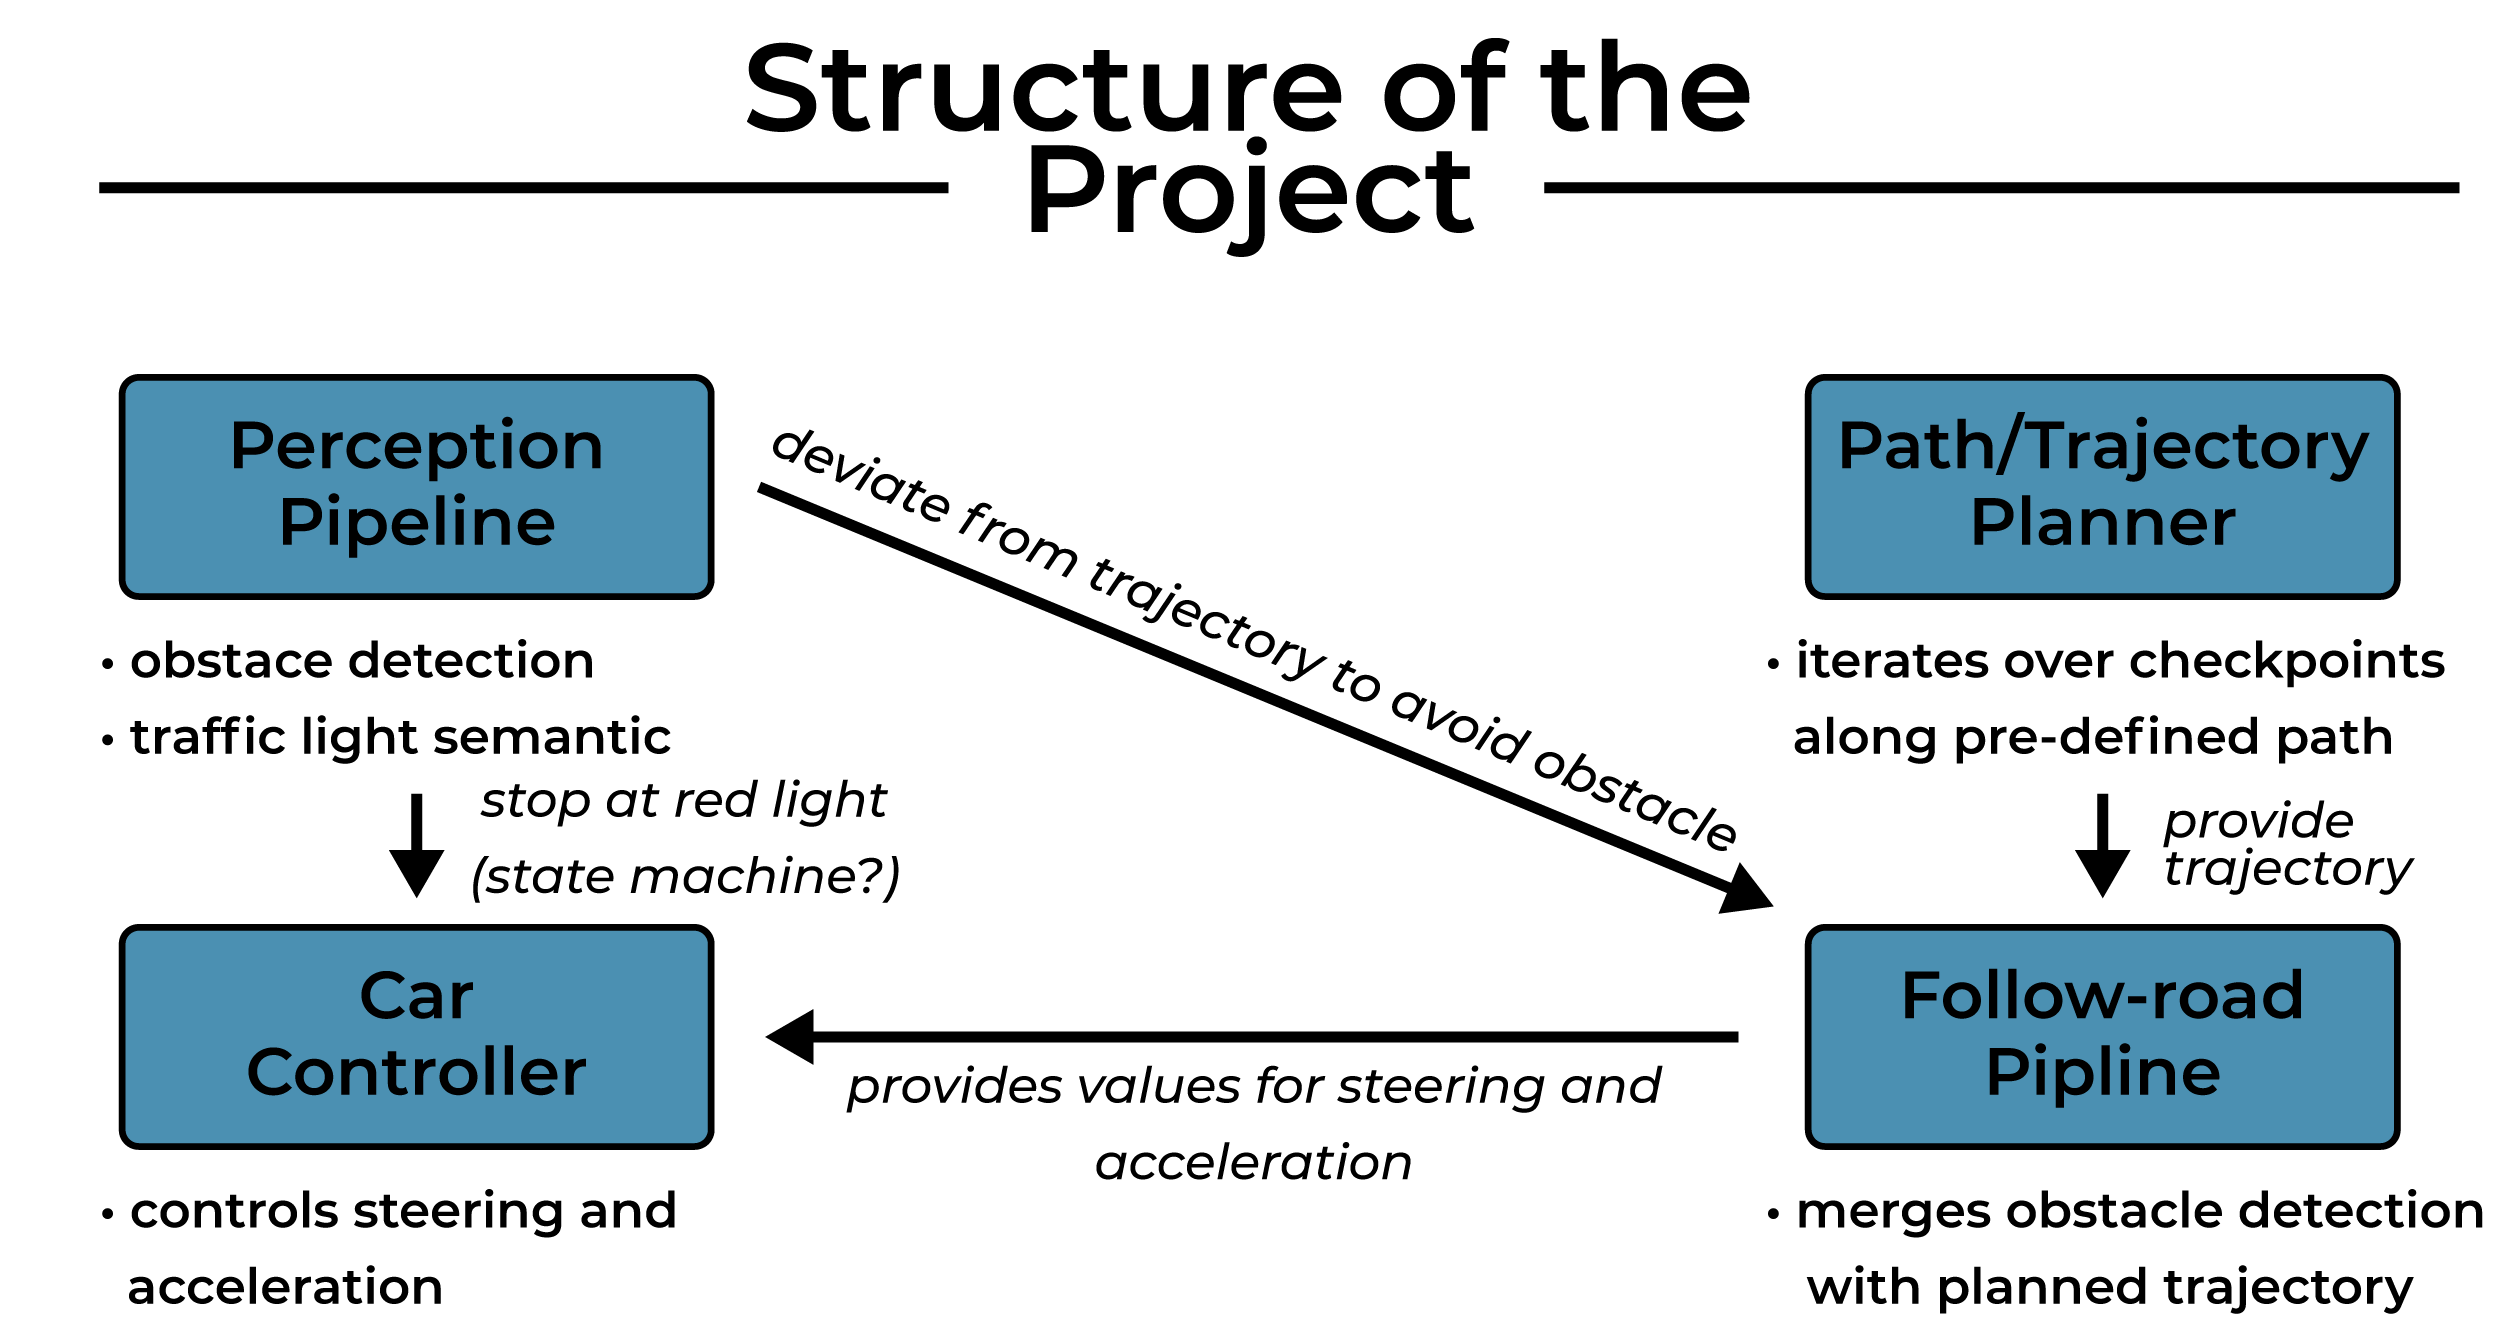 Structure of the
Project
Perception
Pipeline
• obstace detection
• traffic light semantic
deviate from trajectory to avoid obstacle
Path/Trajectory
Planner
• iterates over checkpoints
along pre-defined path
stop at red light
(state machine?)
provide
trajectory
Car
Controller
• controls steering and
acceleration
provides values for steering and
acceleration
Follow-road
Pipline
• merges obstacle detection
with planned trajectory